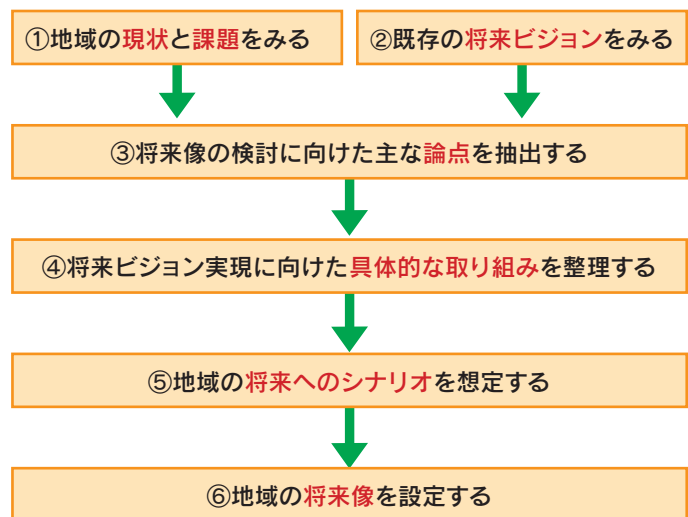 ①地域の現状と課題をみる
②既存の将来ビジョンをみる
③将来像の検討に向けた主な論点を抽出する
④将来ビジョン実現に向けた具体的な取り組みを整理する
⑤地域の将来へのシナリオを想定する
⑥地域の将来像を設定する